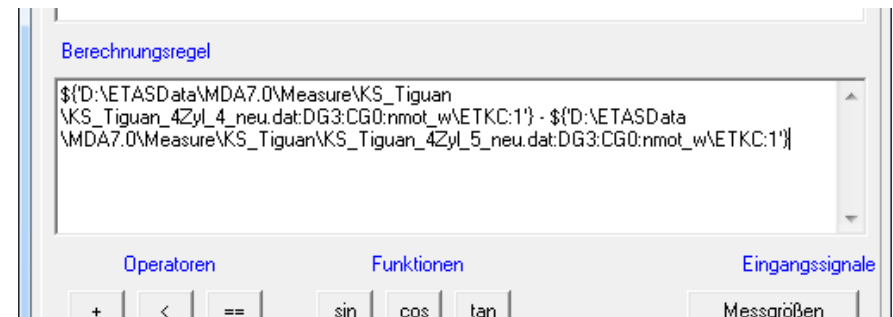 Berechnungsregel
${'D:\ETASData\MDA7.0\Measure\KS_Tiguan
\KS_Tiguan_4Zyl_4_neu.dat:DG3:CG0:nmot_w\ETKC:1'} - ${'D:\ETASData
\MDA7.0\Measure\KS_Tiguan\KS_Tiguan_4Zyl_5_neu.dat:DG3:CG0:nmot_w\ETKC:1'}
Operatoren Funktionen Eingangssignale
+ < == sin cos tan Messgrößen